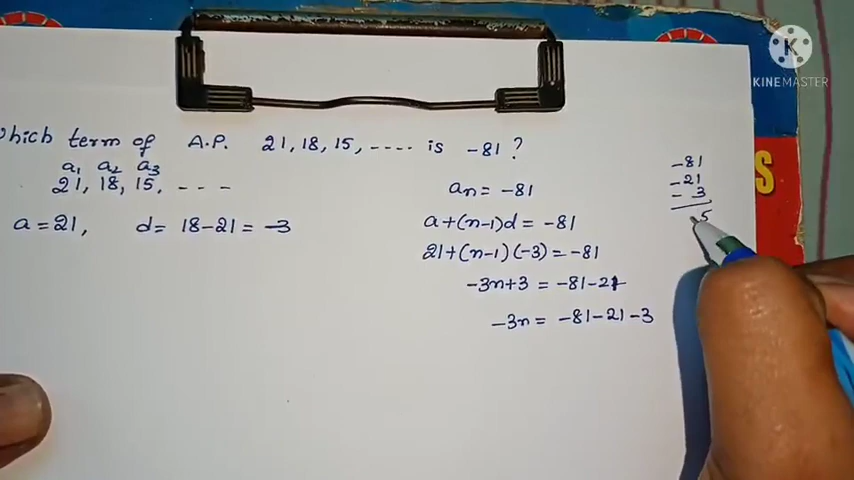 KINEMASTER
Which term of A.P. 21, 18, 15, .... is -81 ?
a1 a2 a3
21, 18, 15, - - -
a = 21, d = 18-21 = -3
an = -81
a+(n-1)d = -81
21+(n-1)(-3) = -81
-3n+3 = -81-21
-3n = -81-21-3
-81
-21
-3
5